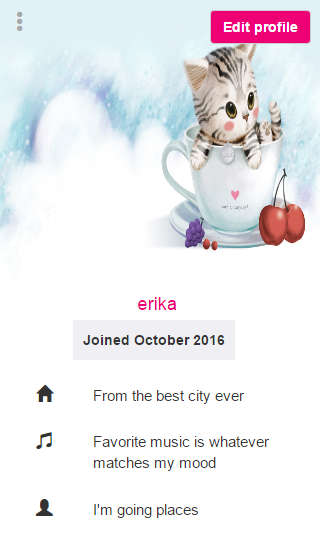 Edit profile
erika
Joined October 2016
From the best city ever
Favorite music is whatever
matches my mood
I'm going places